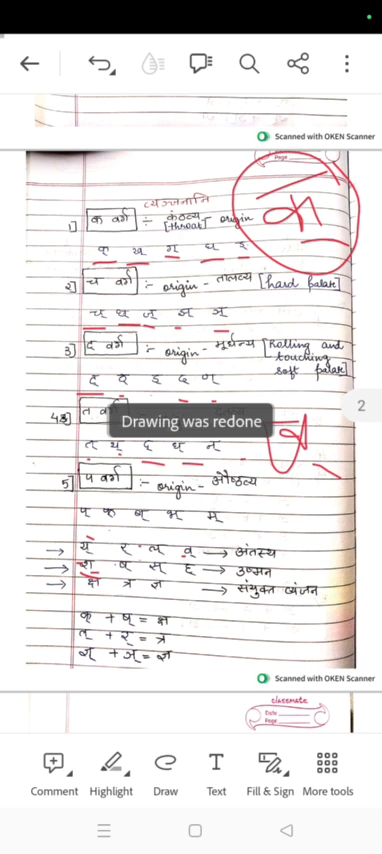 Scanned with OKEN Scanner
Page
व्यञ्जनानि
क्
1] क वर्ग ÷ कंठव्य [throat] origin
क् ख् ग् घ् ङ्
2] च वर्ग :- origin - तालव्य [hard palate]
च छ ज् झ ञ्
3] ट वर्ग :- origin - मूर्धन्य [Rolling and touching soft palate]
4] त वर्ग
Drawing was redone
2
त् थ् द ध् न्
5] प वर्ग :- origin - औष्ठव्य
प् फ् ब् भ् म्
→ य् र ल् व् → अंतस्थ
→ श ष् स् ह् → उष्मन
→ क्ष त्र ज्ञ → संयुक्त व्यंजन
क् + ष् = क्ष
त् + र् = त्र
ज् + ञ् = ज्ञ
Scanned with OKEN Scanner
classmate
Date
Page
Comment Highlight Draw Text Fill & Sign More tools